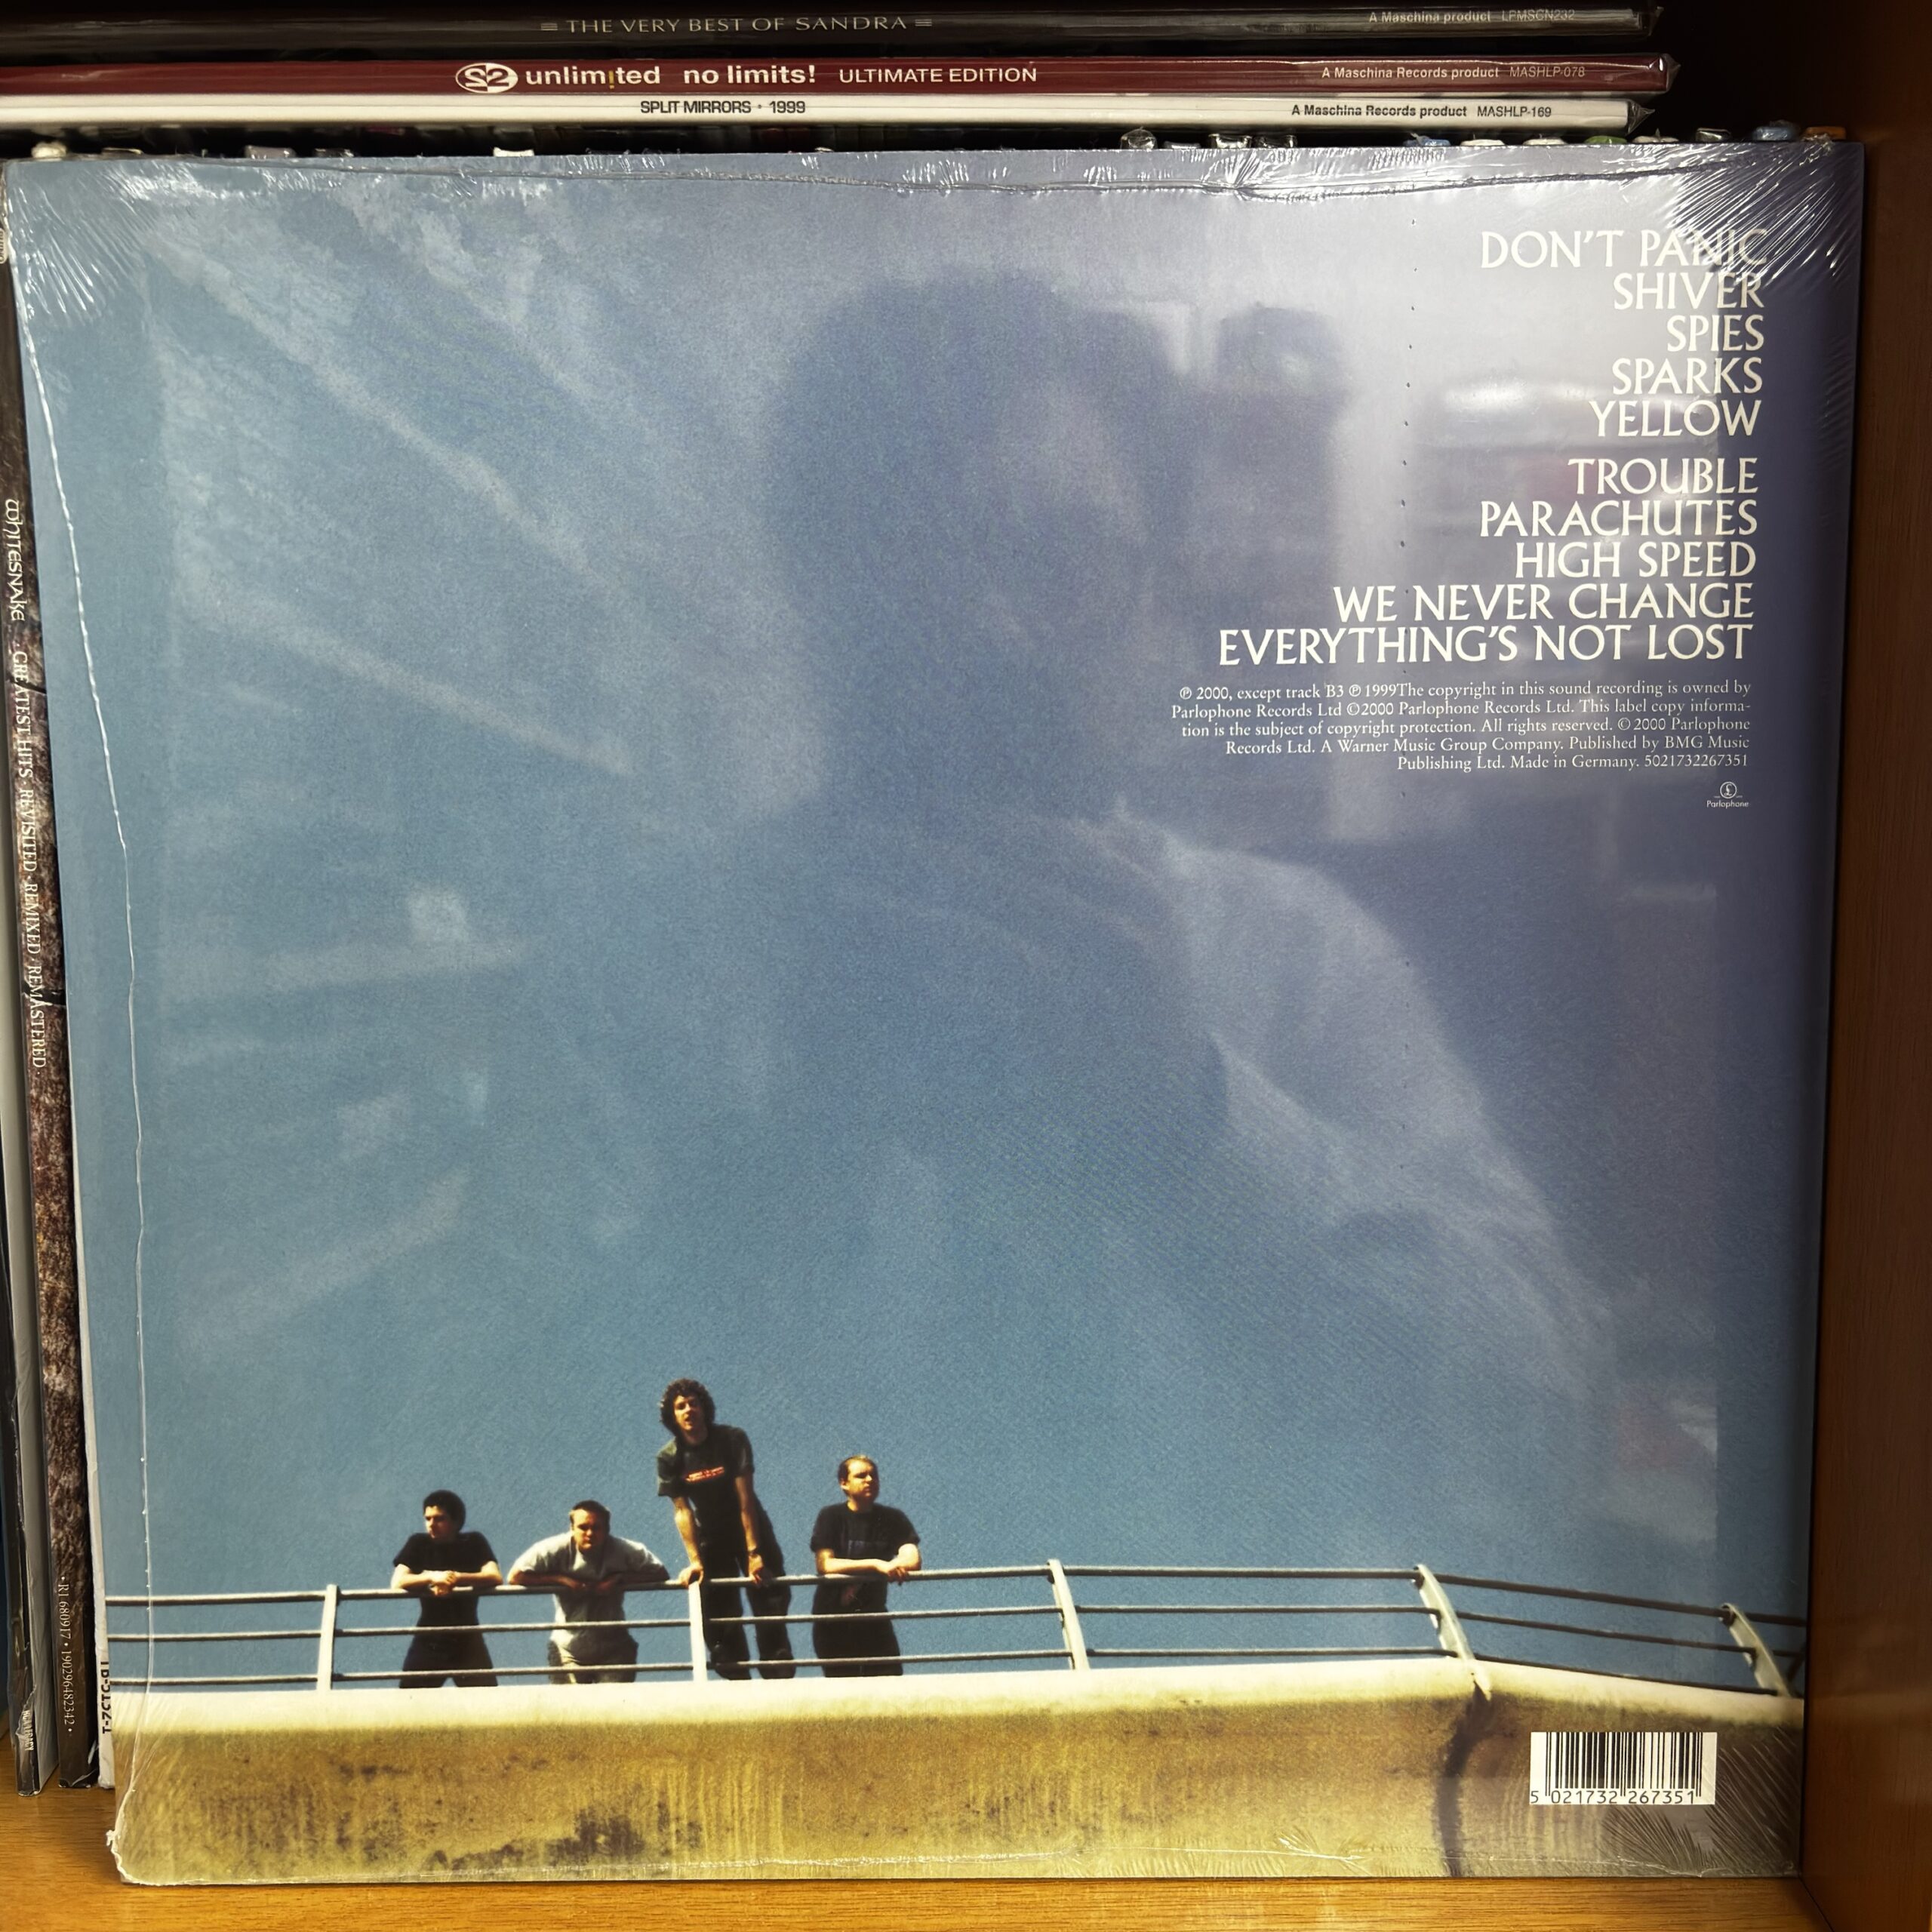 THE VERY BEST OF SANDRA
A Maschina product LPMSCN232
S2 unlimited no limits! ULTIMATE EDITION
A Maschina Records product MASHLP-078
SPLIT MIRRORS • 1999
A Maschina Records product MASHLP-169
DON'T PANIC
SHIVER
SPIES
SPARKS
YELLOW
TROUBLE
PARACHUTES
HIGH SPEED
WE NEVER CHANGE
EVERYTHING'S NOT LOST
℗ 2000, except track B3 ℗ 1999The copyright in this sound recording is owned by
Parlophone Records Ltd ©2000 Parlophone Records Ltd. This label copy informa-
tion is the subject of copyright protection. All rights reserved. © 2000 Parlophone
Records Ltd. A Warner Music Group Company. Published by BMG Music
Publishing Ltd. Made in Germany. 5021732267351
£
Parlophone
WHITESNAKE · GREATEST HITS · REVISITED · REMIXED · REMASTERED ·
• R1 680917 • 190296482342 •
5 021732 267351